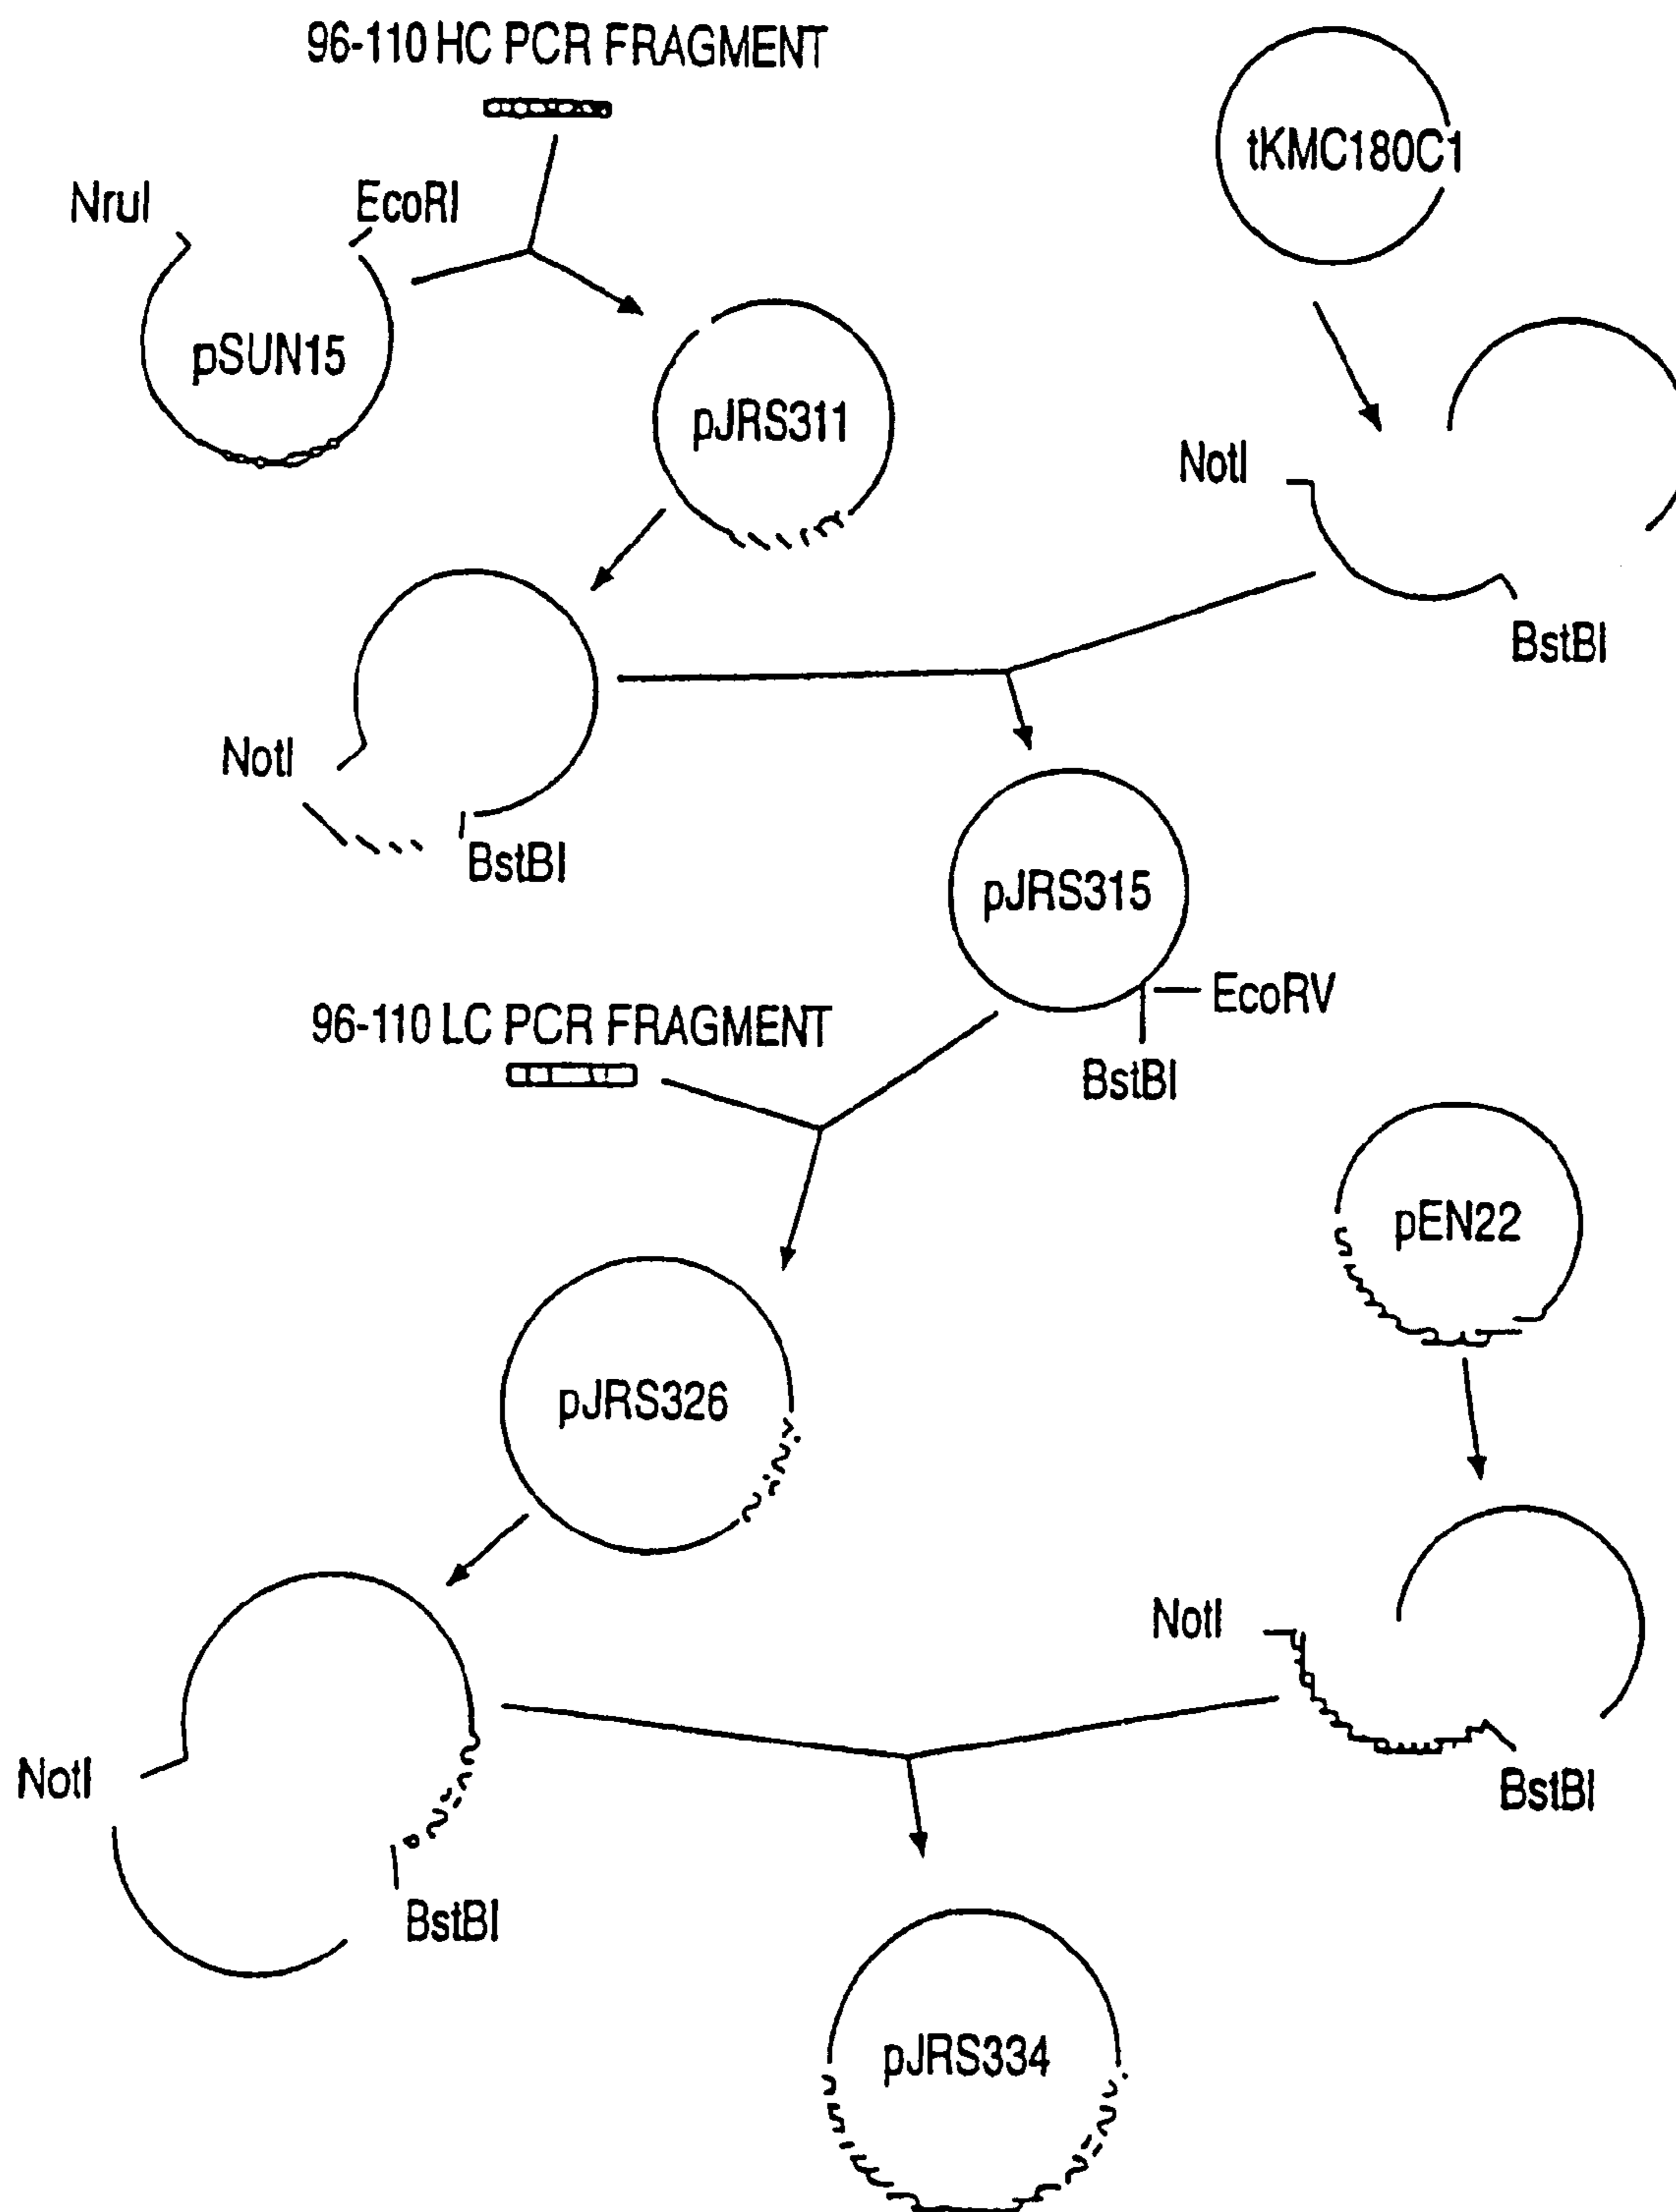 96-110 HC PCR FRAGMENT
tKMC180C1
NruI
EcoRI
pSUN15
pJRS311
NotI
BstBI
NotI
BstBI
pJRS315
EcoRV
BstBI
96-110 LC PCR FRAGMENT
pEN22
pJRS326
NotI
BstBI
NotI
BstBI
pJRS334